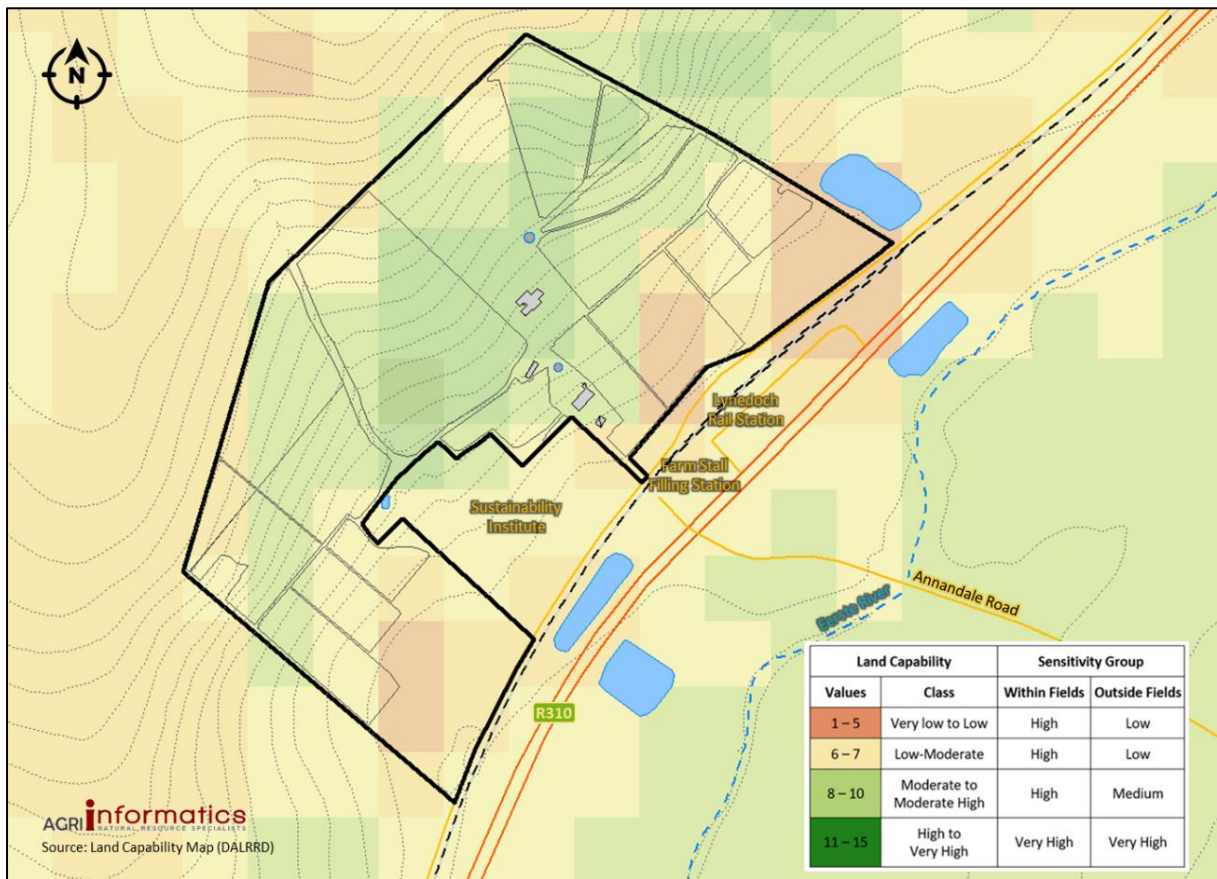 N
Lynedoch
Rail Station
Farm Stall
Filling Station
Sustainability
Institute
Annandale Road
Eerste River
R310
Land Capability Sensitivity Group
Values Class Within Fields Outside Fields
1 – 5 Very low to Low High Low
6 – 7 Low-Moderate High Low
8 – 10 Moderate to
Moderate High High Medium
11 – 15 High to
Very High Very High Very High
AGRI informatics
NATURAL RESOURCE SPECIALISTS
Source: Land Capability Map (DALRRD)